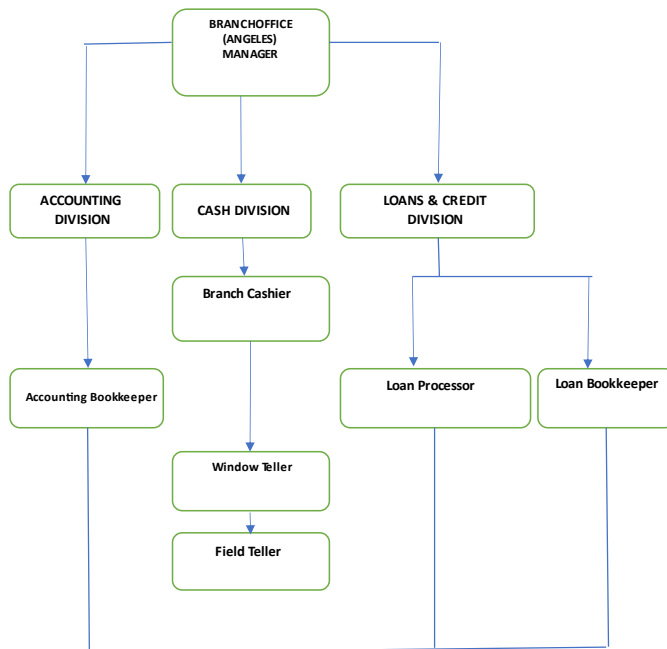 BRANCHOFFICE
(ANGELES)
MANAGER
ACCOUNTING
DIVISION
CASH DIVISION
LOANS & CREDIT
DIVISION
Branch Cashier
Accounting Bookkeeper
Loan Processor
Loan Bookkeeper
Window Teller
Field Teller